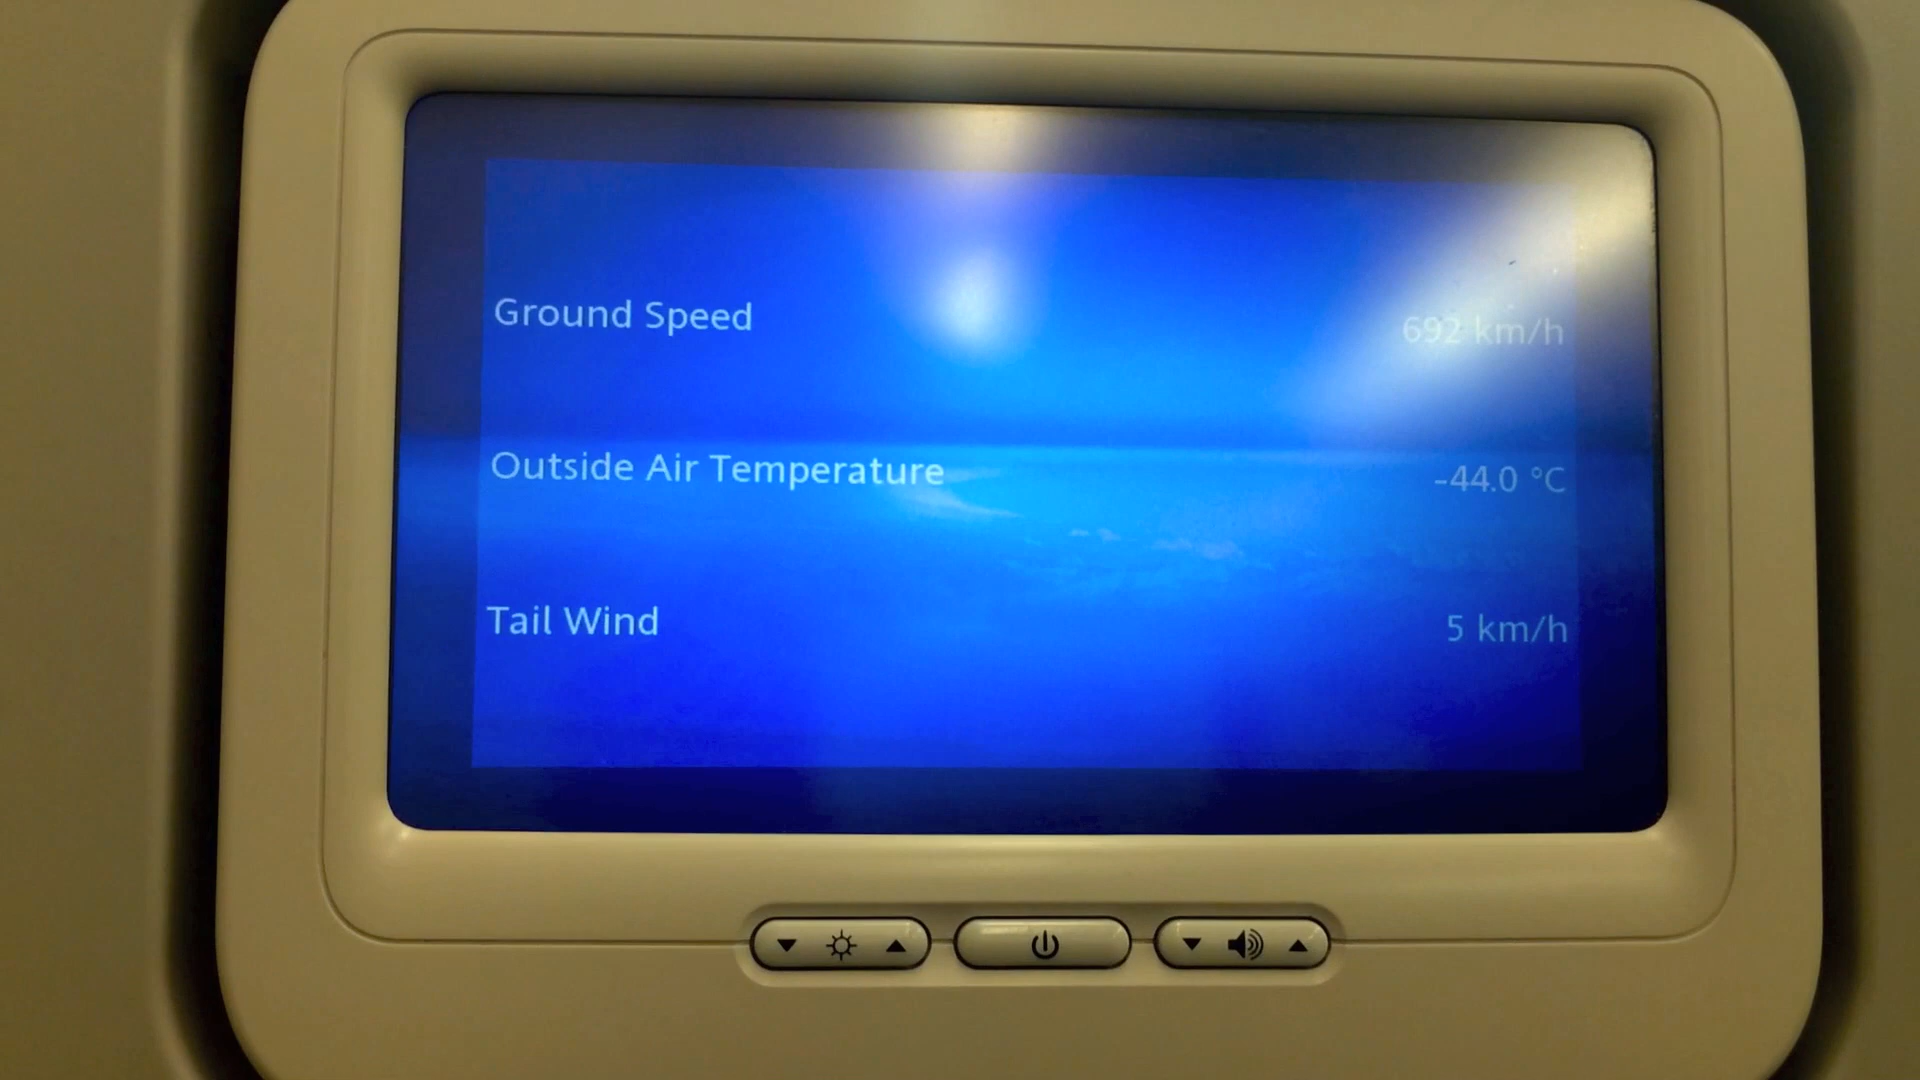 Ground Speed 692 km/h
Outside Air Temperature -44.0 °C
Tail Wind 5 km/h